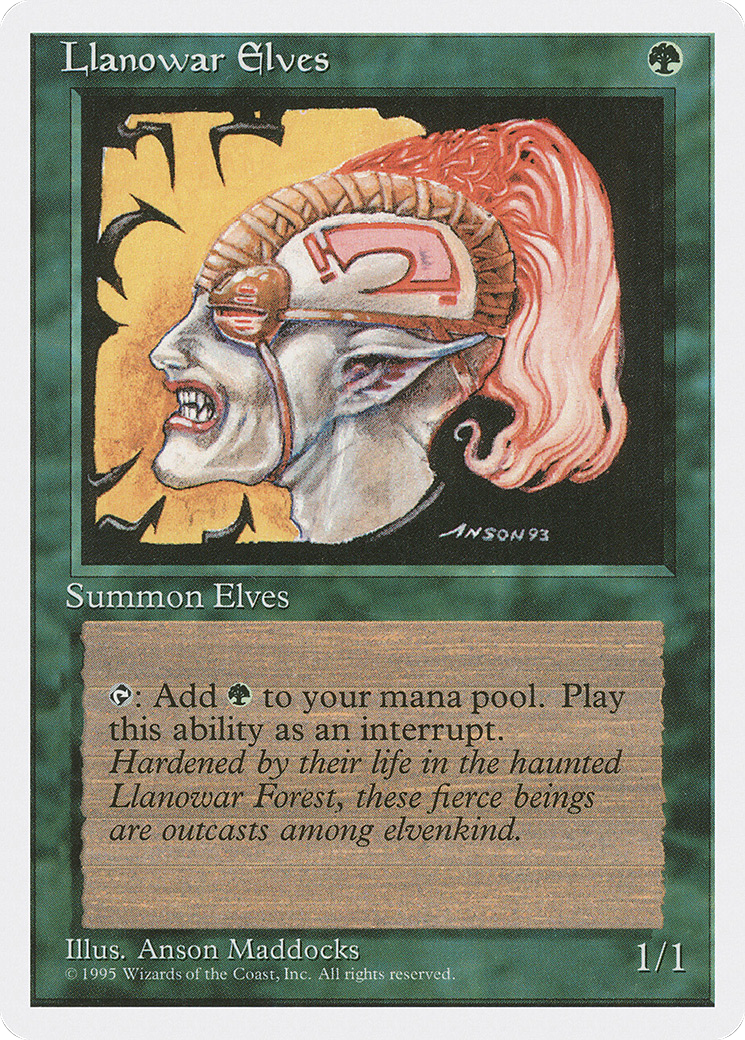 Llanowar Elves
ANSON 93
Summon Elves
: Add to your mana pool. Play
this ability as an interrupt.
Hardened by their life in the haunted
Llanowar Forest, these fierce beings
are outcasts among elvenkind.
Illus. Anson Maddocks
1/1
© 1995 Wizards of the Coast, Inc. All rights reserved.